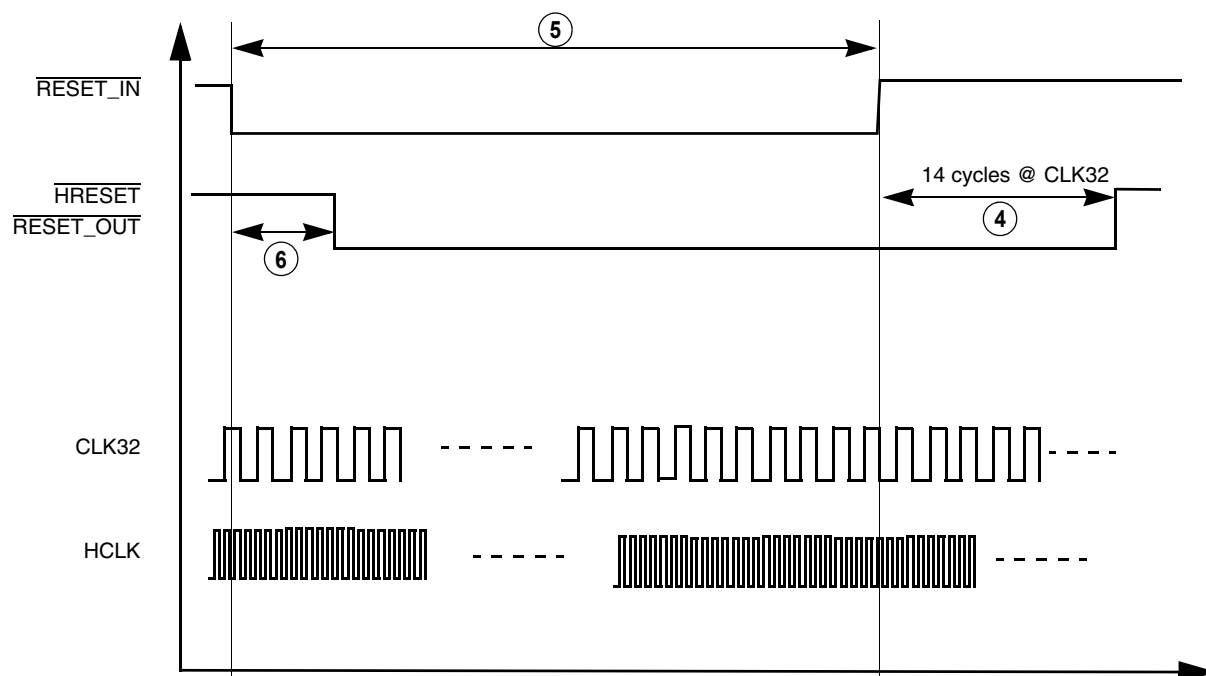 5
RESET_IN
HRESET
14 cycles @ CLK32
RESET_OUT
4
6
CLK32
HCLK